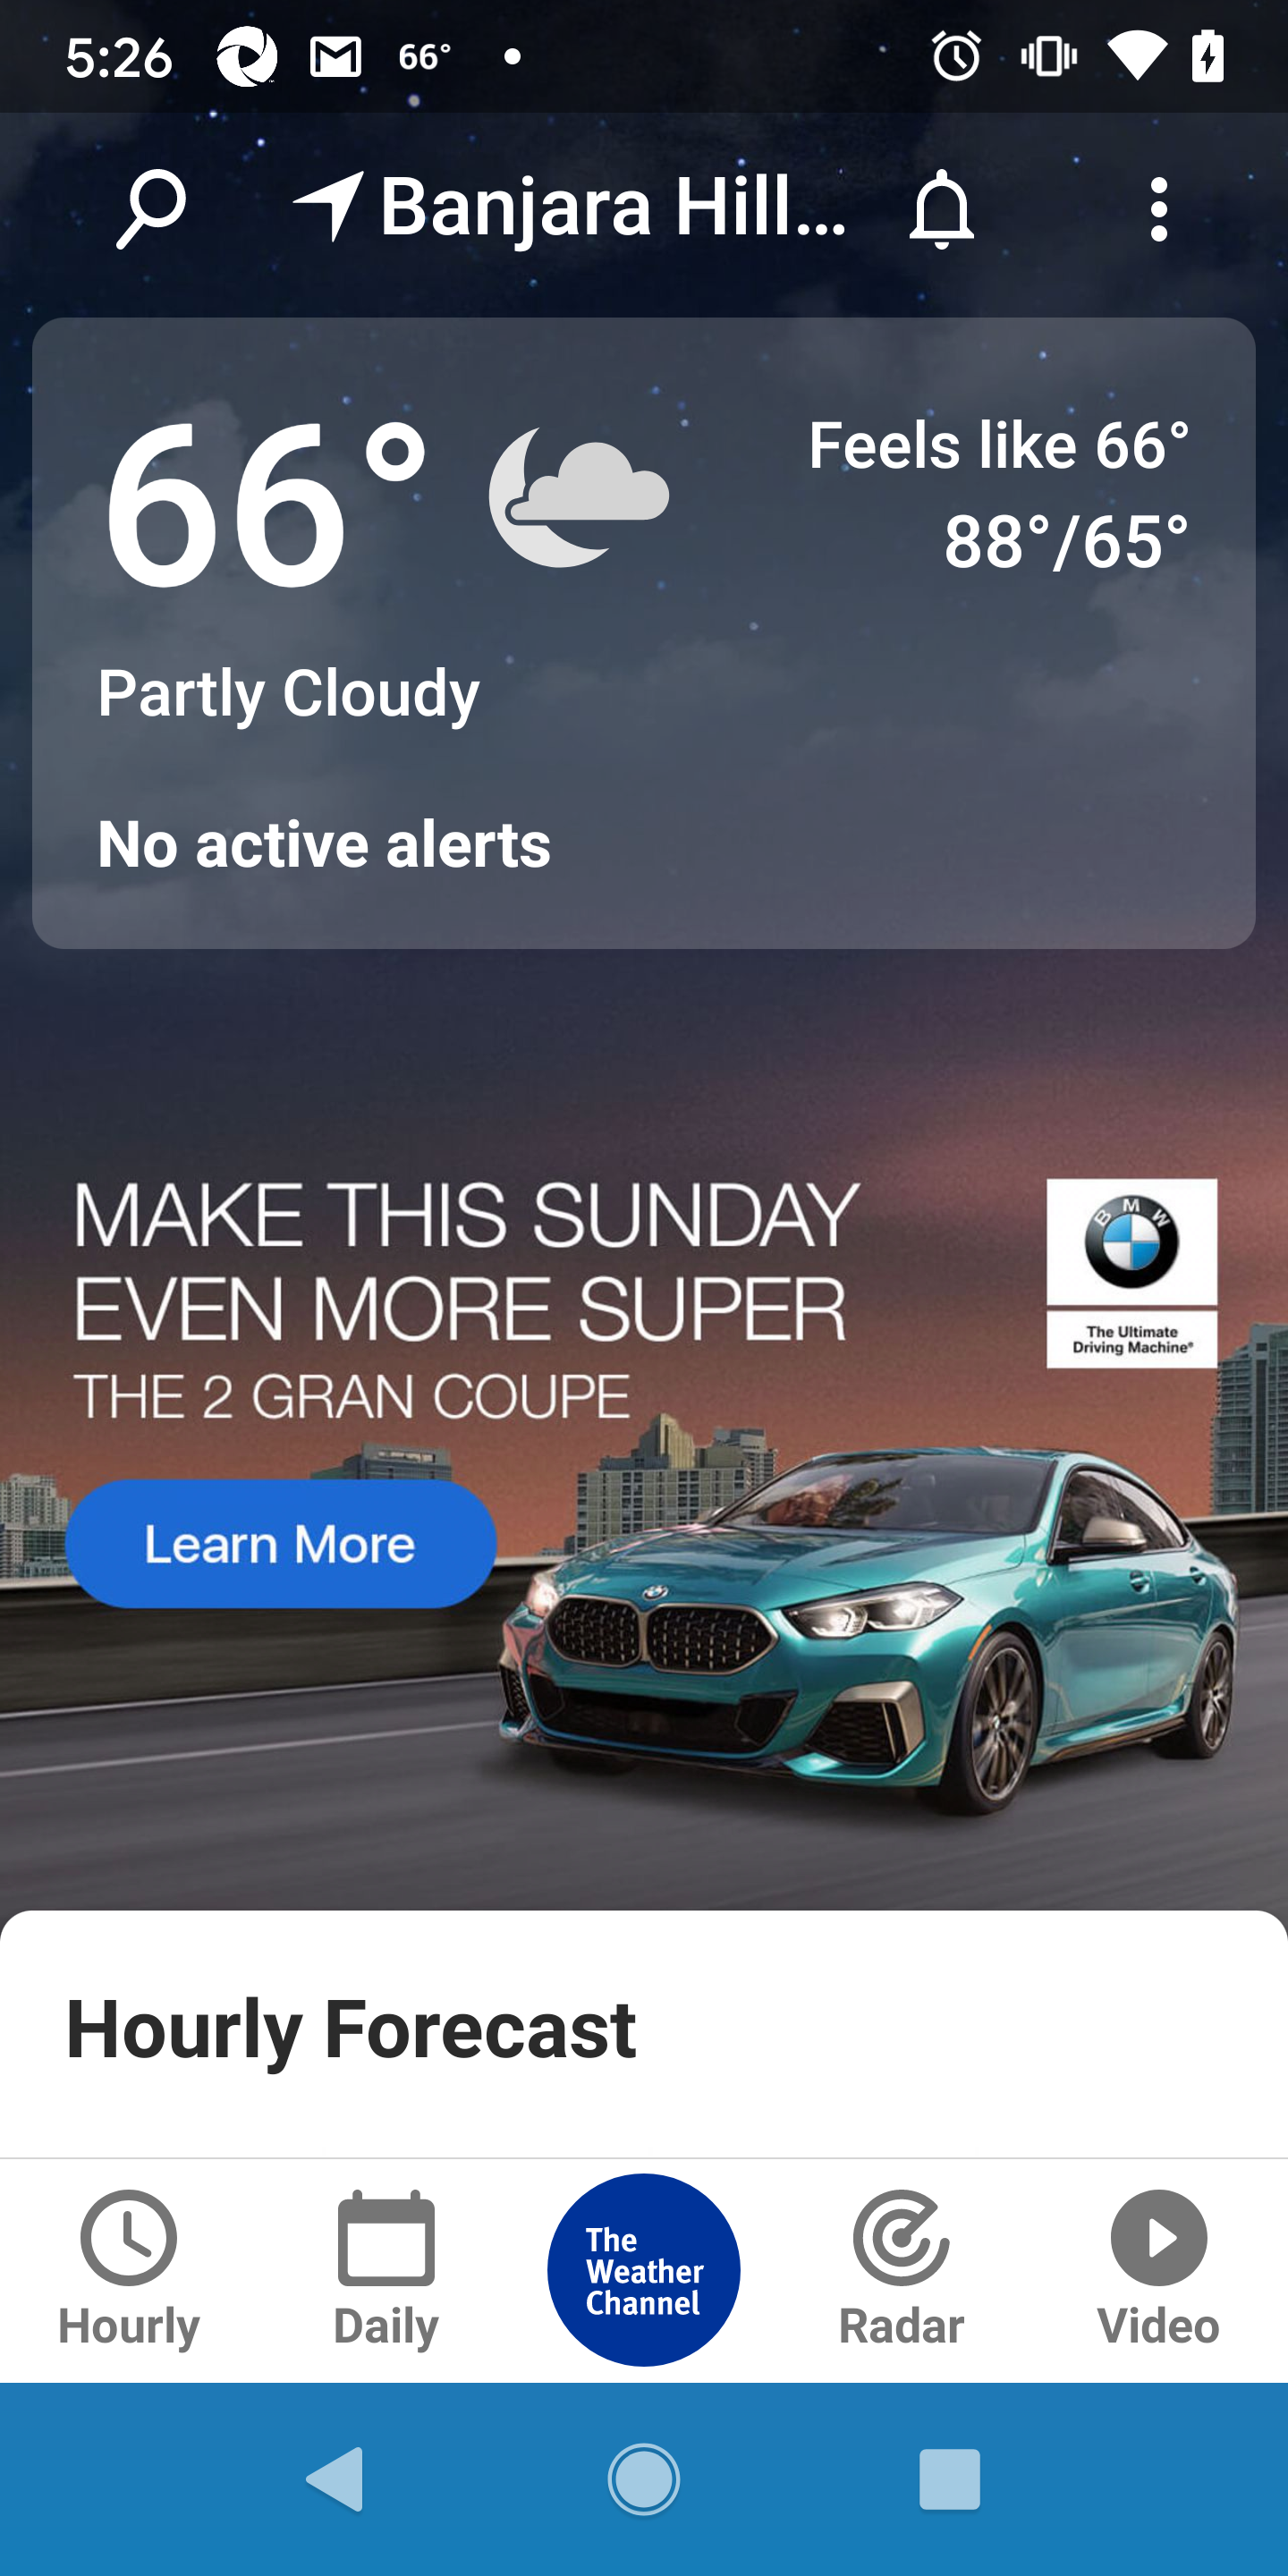 5:26 66°
Banjara Hill...
66°
Feels like 66°
88°/65°
Partly Cloudy
No active alerts
MAKE THIS SUNDAY
EVEN MORE SUPER
THE 2 GRAN COUPE
BMW
The Ultimate
Driving Machine®
Learn More
Hourly Forecast
The
Weather
Channel
Hourly
Daily
Radar
Video